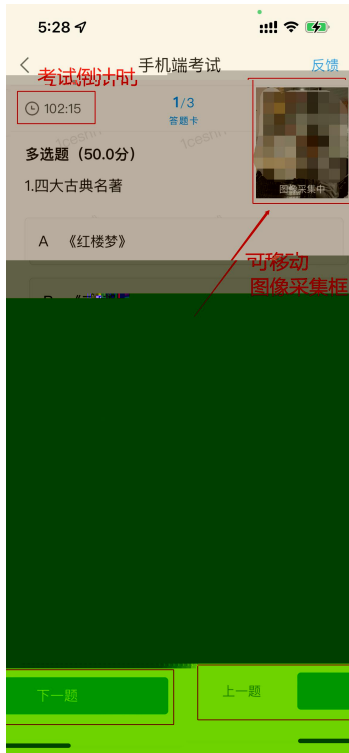 5:28
考试倒计时
手机端考试
反馈
102:15
1/3
答题卡
多选题（50.0分）
1.四大古典名著
图像采集中
A 《红楼梦》
可移动
图像采集框
下一题
上一题